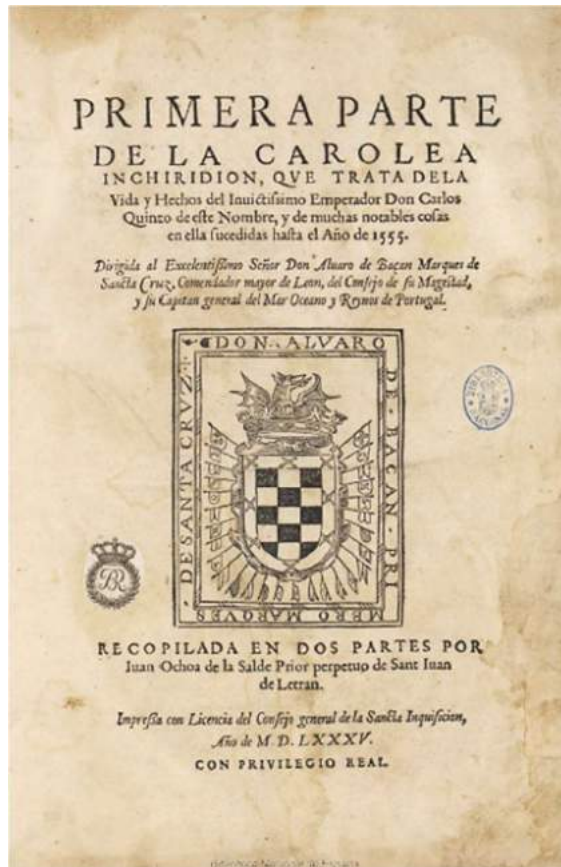 PRIMERA PARTE
DE LA CAROLEA
INCHIRIDION, QVE TRATA DELA
Vida y Hechos del Inuictissimo Emperador Don Carlos
Quinto de este Nombre, y de muchas notables cosas
en ella sucedidas hasta el Año de 1555.
Dirigida al Excelentissimo Señor Don Aluaro de Baçan Marques de
Sancta Cruz, Comendador mayor de Leon, del Consejo de su Magestad,
y su Capitan general del Mar Oceano y Reynos de Portugal.
DON ALVARO
DE BAÇAN PRI
MERO MARQVES
DE SANTA CRVZ
BR
RECOPILADA EN DOS PARTES POR
Iuan Ochoa de la Salde Prior perpetuo de Sant Iuan
de Letran.
Impressa con Licencia del Consejo general de la Sancta Inquisicion,
Año de M. D. LXXXV.
CON PRIVILEGIO REAL.